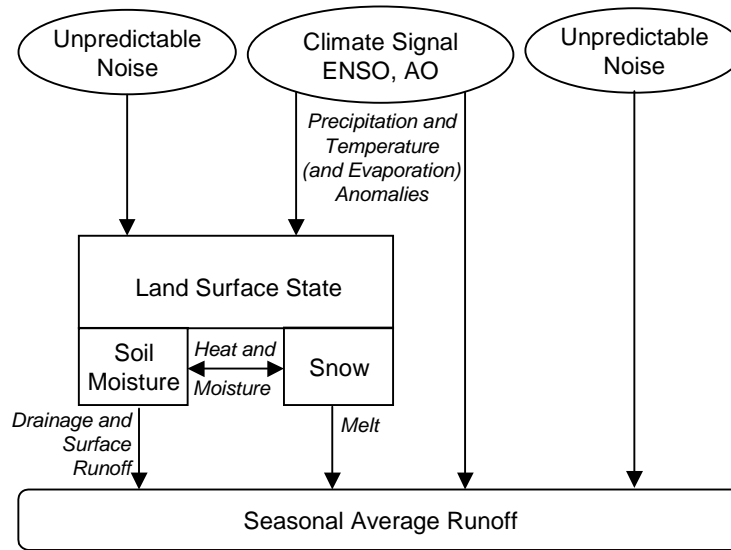 Unpredictable
Noise
Climate Signal
ENSO, AO
Unpredictable
Noise
Precipitation and
Temperature
(and Evaporation)
Anomalies
Land Surface State
Soil
Moisture
Heat and
Moisture
Snow
Drainage and
Surface
Runoff
Melt
Seasonal Average Runoff